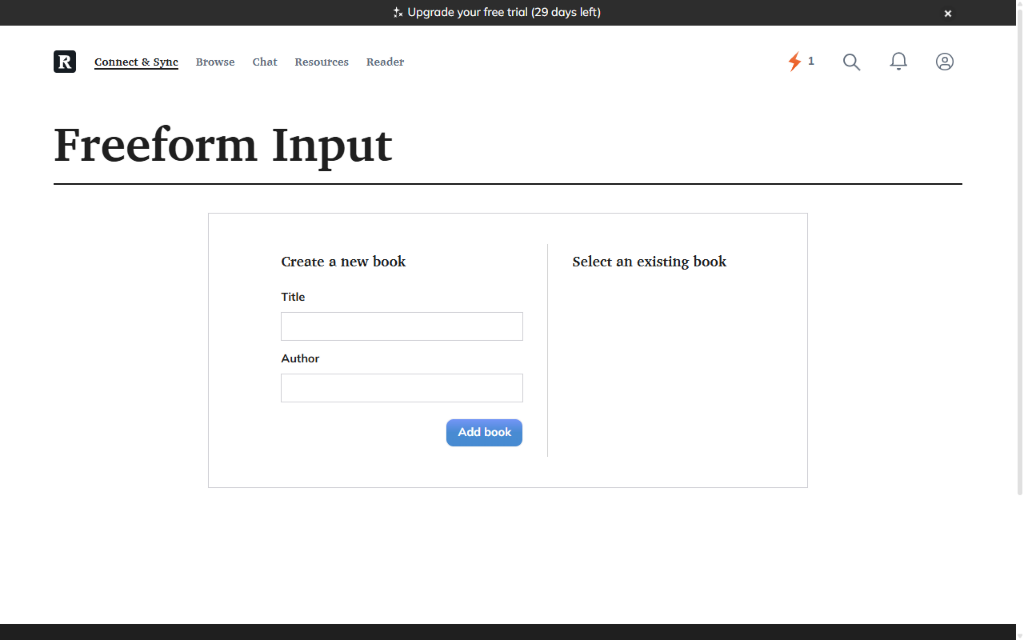 Upgrade your free trial (29 days left)
R Connect & Sync Browse Chat Resources Reader 1
Freeform Input
Create a new book
Title
Author
Add book
Select an existing book